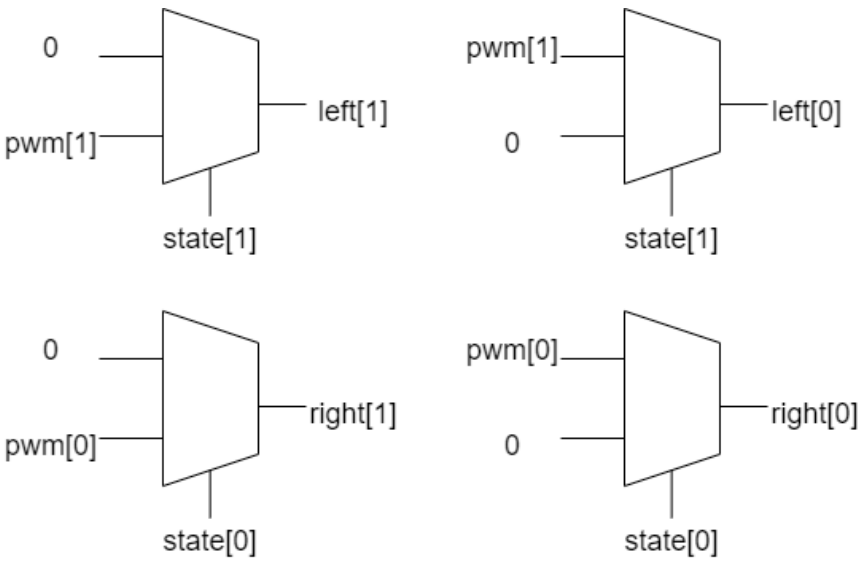 0
pwm[1]
left[1]
state[1]
pwm[1]
0
left[0]
state[1]
0
pwm[0]
right[1]
state[0]
pwm[0]
0
right[0]
state[0]